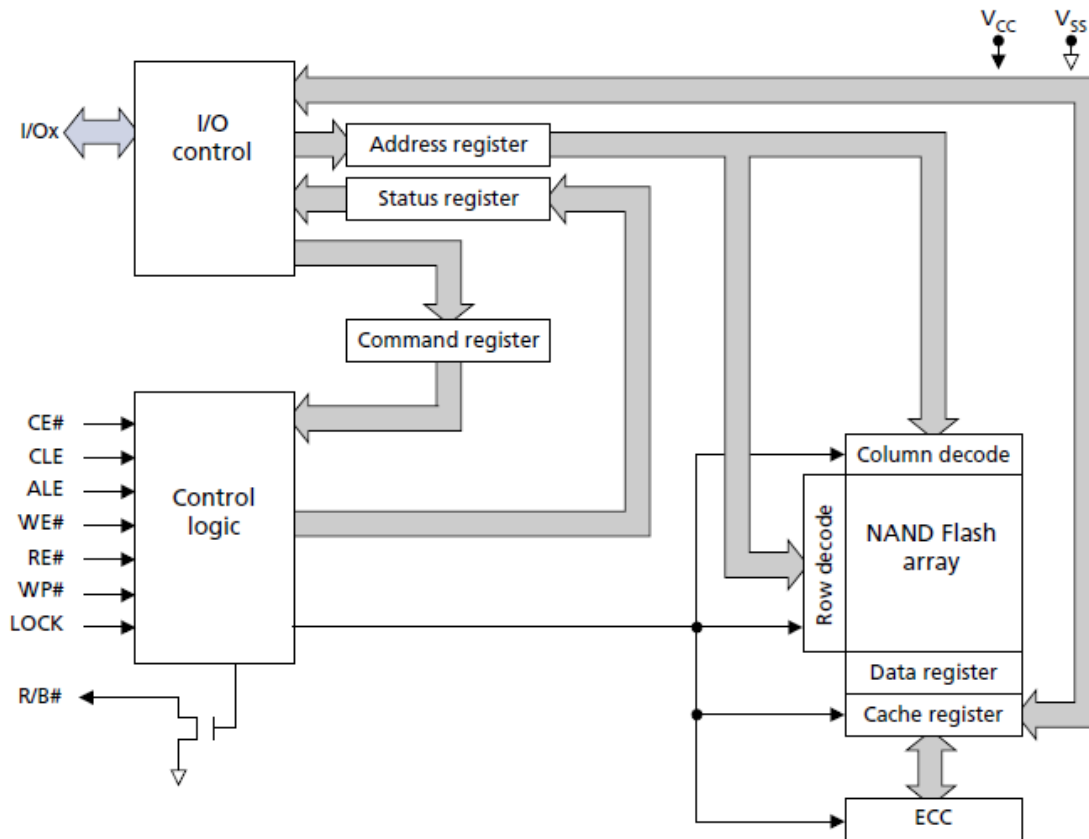 VCC
VSS
I/Ox
I/O
control
Address register
Status register
Command register
CE#
CLE
ALE
WE#
RE#
WP#
LOCK
R/B#
Control
logic
Column decode
Row decode
NAND Flash
array
Data register
Cache register
ECC